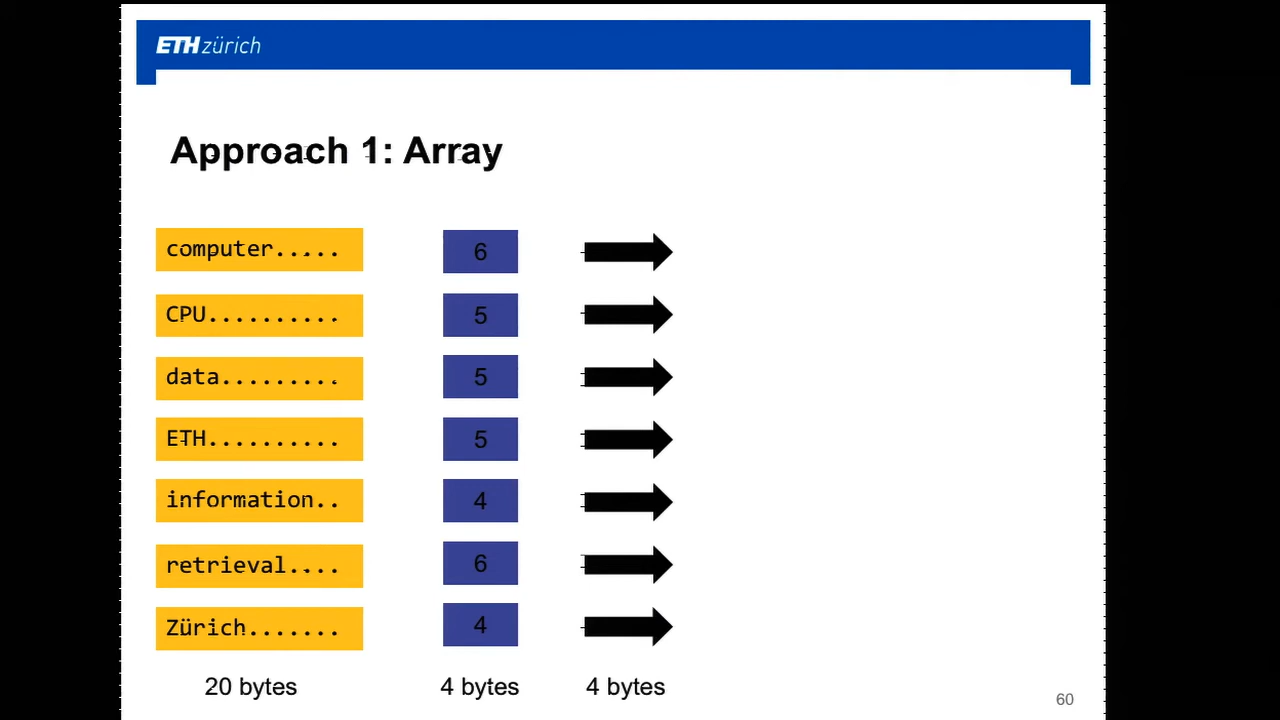 ETH zürich
Approach 1: Array
computer..... 6
CPU.......... 5
data......... 5
ETH.......... 5
information.. 4
retrieval.... 6
Zürich....... 4
20 bytes 4 bytes 4 bytes
60